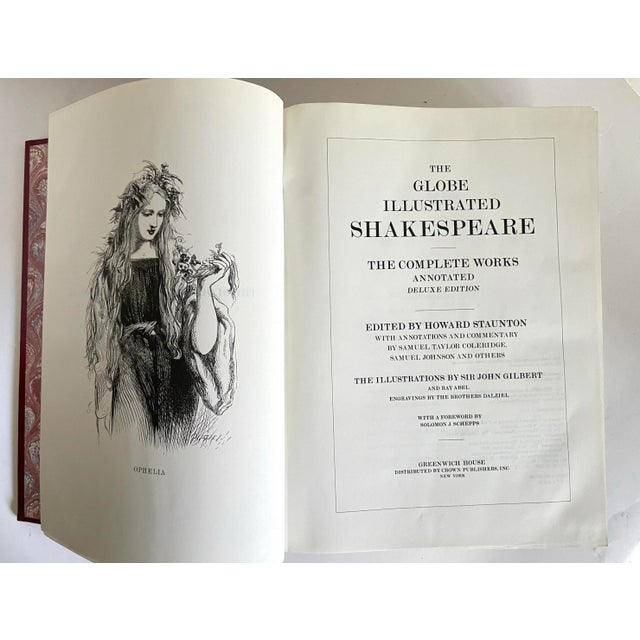 OPHELIA
THE
GLOBE
ILLUSTRATED
SHAKESPEARE
THE COMPLETE WORKS
ANNOTATED
DELUXE EDITION
EDITED BY HOWARD STAUNTON
WITH ANNOTATIONS AND COMMENTARY
BY SAMUEL TAYLOR COLERIDGE,
SAMUEL JOHNSON AND OTHERS
THE ILLUSTRATIONS BY SIR JOHN GILBERT
AND RAY ABEL
ENGRAVINGS BY THE BROTHERS DALZIEL
WITH A FOREWORD BY
SOLOMON J. SCHEPPS
GREENWICH HOUSE
DISTRIBUTED BY CROWN PUBLISHERS, INC.
NEW YORK